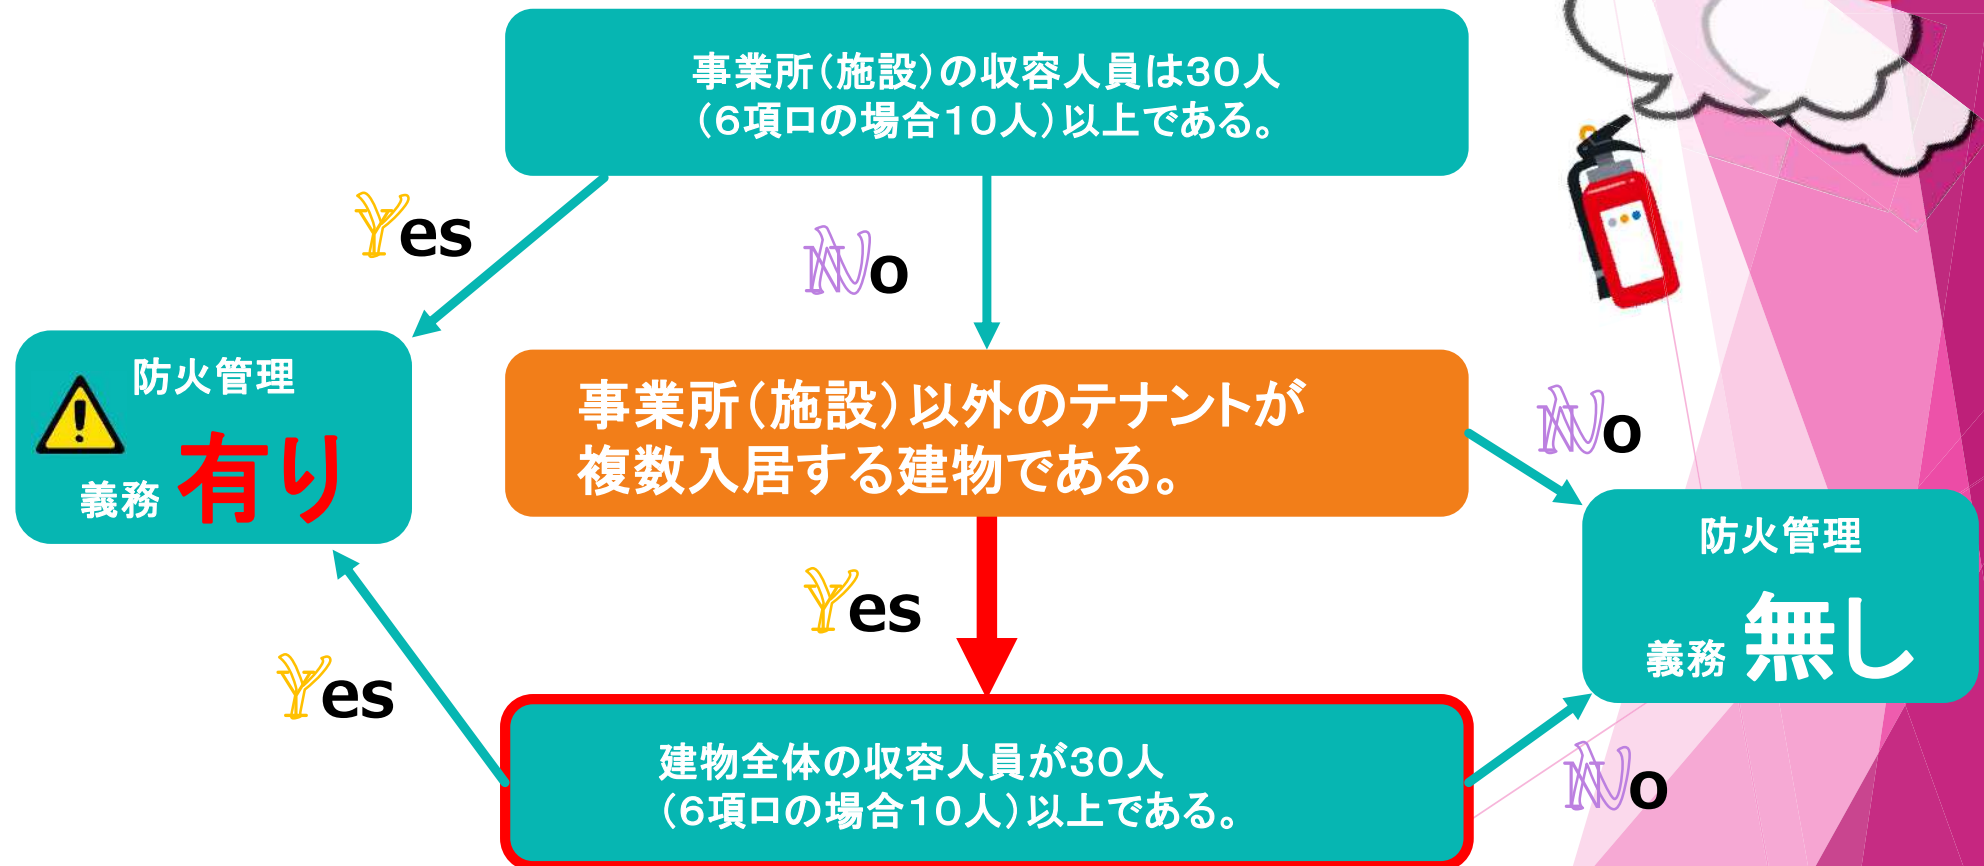 事業所（施設）の収容人員は30人
（6項ロの場合10人）以上である。
Yes
No
防火管理
義務 有り
事業所（施設）以外のテナントが
複数入居する建物である。
No
防火管理
義務 無し
Yes
Yes
建物全体の収容人員が30人
（6項ロの場合10人）以上である。
No